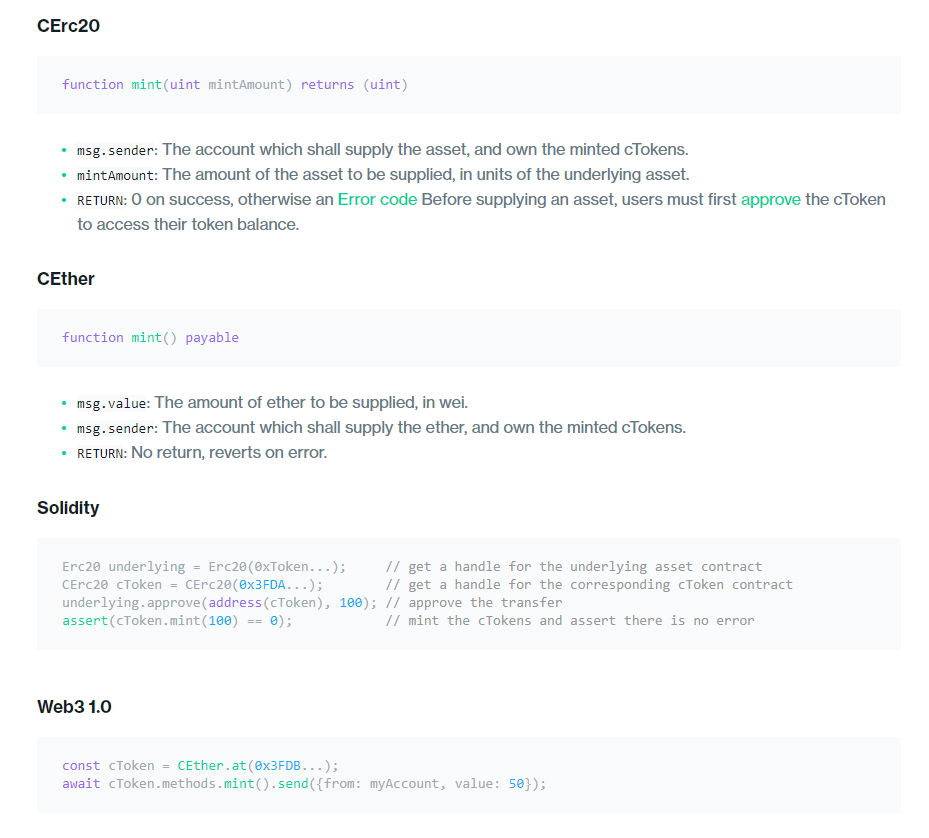 CErc20
function mint(uint mintAmount) returns (uint)
• msg.sender: The account which shall supply the asset, and own the minted cTokens.
• mintAmount: The amount of the asset to be supplied, in units of the underlying asset.
• RETURN: 0 on success, otherwise an Error code Before supplying an asset, users must first approve the cToken
to access their token balance.
CEther
function mint() payable
• msg.value: The amount of ether to be supplied, in wei.
• msg.sender: The account which shall supply the ether, and own the minted cTokens.
• RETURN: No return, reverts on error.
Solidity
Erc20 underlying = Erc20(0xToken...);     // get a handle for the underlying asset contract
CErc20 cToken = CErc20(0x3FDA...);        // get a handle for the corresponding cToken contract
underlying.approve(address(cToken), 100); // approve the transfer
assert(cToken.mint(100) == 0);            // mint the cTokens and assert there is no error
Web3 1.0
const cToken = CEther.at(0x3FDB...);
await cToken.methods.mint().send({from: myAccount, value: 50});